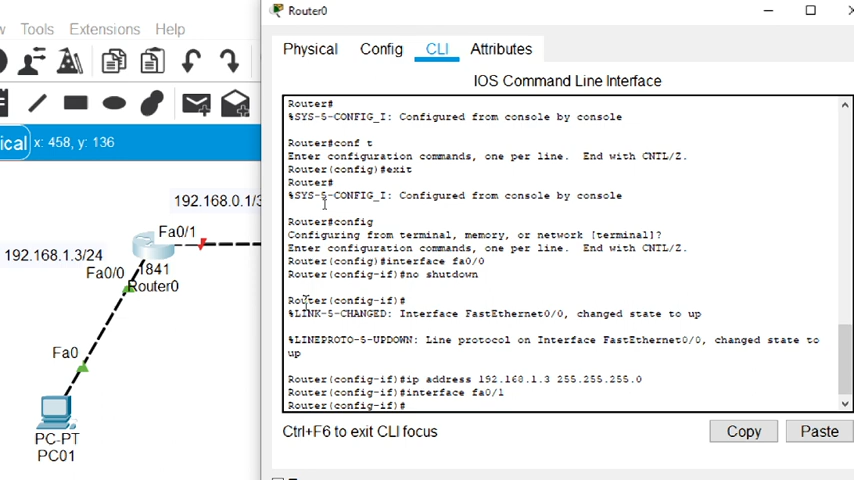 Router0
Tools Extensions Help
Physical Config CLI Attributes
IOS Command Line Interface
x: 458, y: 136
Router#
%SYS-5-CONFIG_I: Configured from console by console
Router#conf t
Enter configuration commands, one per line. End with CNTL/Z.
Router(config)#exit
Router#
%SYS-5-CONFIG_I: Configured from console by console
Router#config
Configuring from terminal, memory, or network [terminal]?
Enter configuration commands, one per line. End with CNTL/Z.
Router(config)#interface fa0/0
Router(config-if)#no shutdown
Router(config-if)#
%LINK-5-CHANGED: Interface FastEthernet0/0, changed state to up
%LINEPROTO-5-UPDOWN: Line protocol on Interface FastEthernet0/0, changed state to
up
Router(config-if)#ip address 192.168.1.3 255.255.255.0
Router(config-if)#interface fa0/1
Router(config-if)#
Ctrl+F6 to exit CLI focus
Copy Paste
192.168.0.1/3
Fa0/1
192.168.1.3/24
Fa0/0
1841
Router0
Fa0
PC-PT
PC01